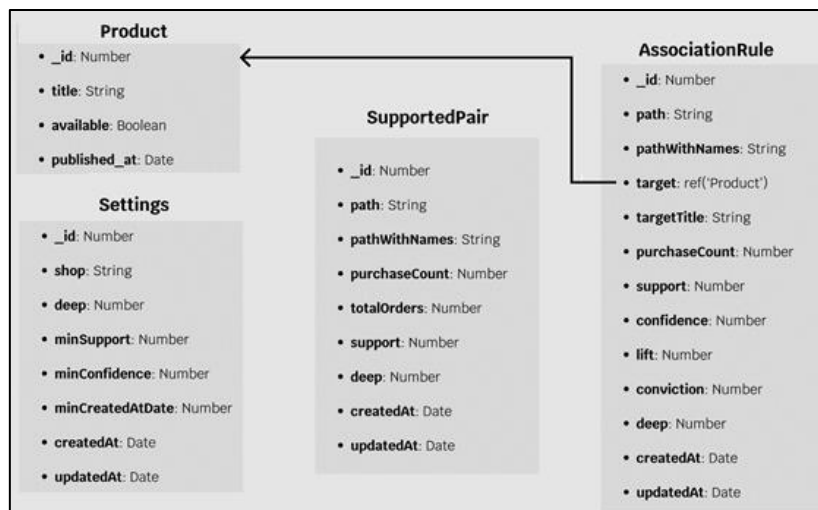 Product
• _id: Number
• title: String
• available: Boolean
• published_at: Date
Settings
• _id: Number
• shop: String
• deep: Number
• minSupport: Number
• minConfidence: Number
• minCreatedAtDate: Number
• createdAt: Date
• updatedAt: Date
SupportedPair
• _id: Number
• path: String
• pathWithNames: String
• purchaseCount: Number
• totalOrders: Number
• support: Number
• deep: Number
• createdAt: Date
• updatedAt: Date
AssociationRule
• _id: Number
• path: String
• pathWithNames: String
• target: ref('Product')
• targetTitle: String
• purchaseCount: Number
• support: Number
• confidence: Number
• lift: Number
• conviction: Number
• deep: Number
• createdAt: Date
• updatedAt: Date